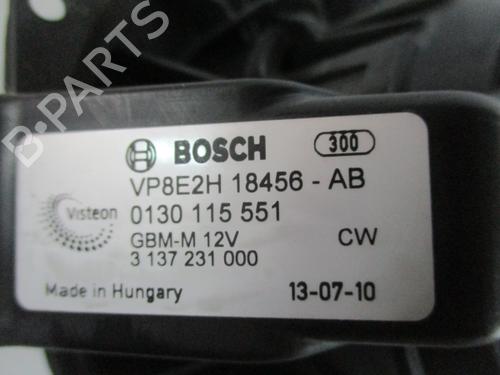 B-PARTS
BOSCH 300
VP8E2H 18456 - AB
Visteon 0130 115 551
GBM-M 12V CW
3 137 231 000
Made in Hungary 13-07-10